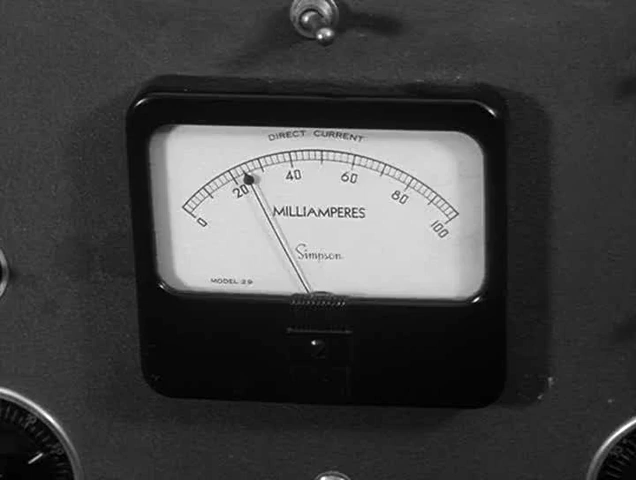 DIRECT CURRENT
0 20 40 60 80 100
MILLIAMPERES
Simpson
MODEL 29